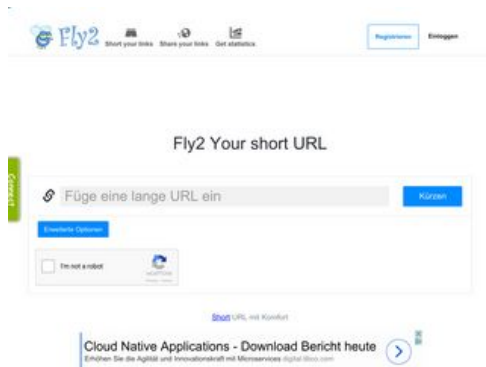 Fly2
Short your links Share your links Get statistics
Registrieren Einloggen
Fly2 Your short URL
Connect
Füge eine lange URL ein
Kürzen
Erweiterte Optionen
I'm not a robot
reCAPTCHA
Short URL mit Komfort
Cloud Native Applications - Download Bericht heute
Erhöhen Sie die Agilität und Innovationskraft mit Microservices